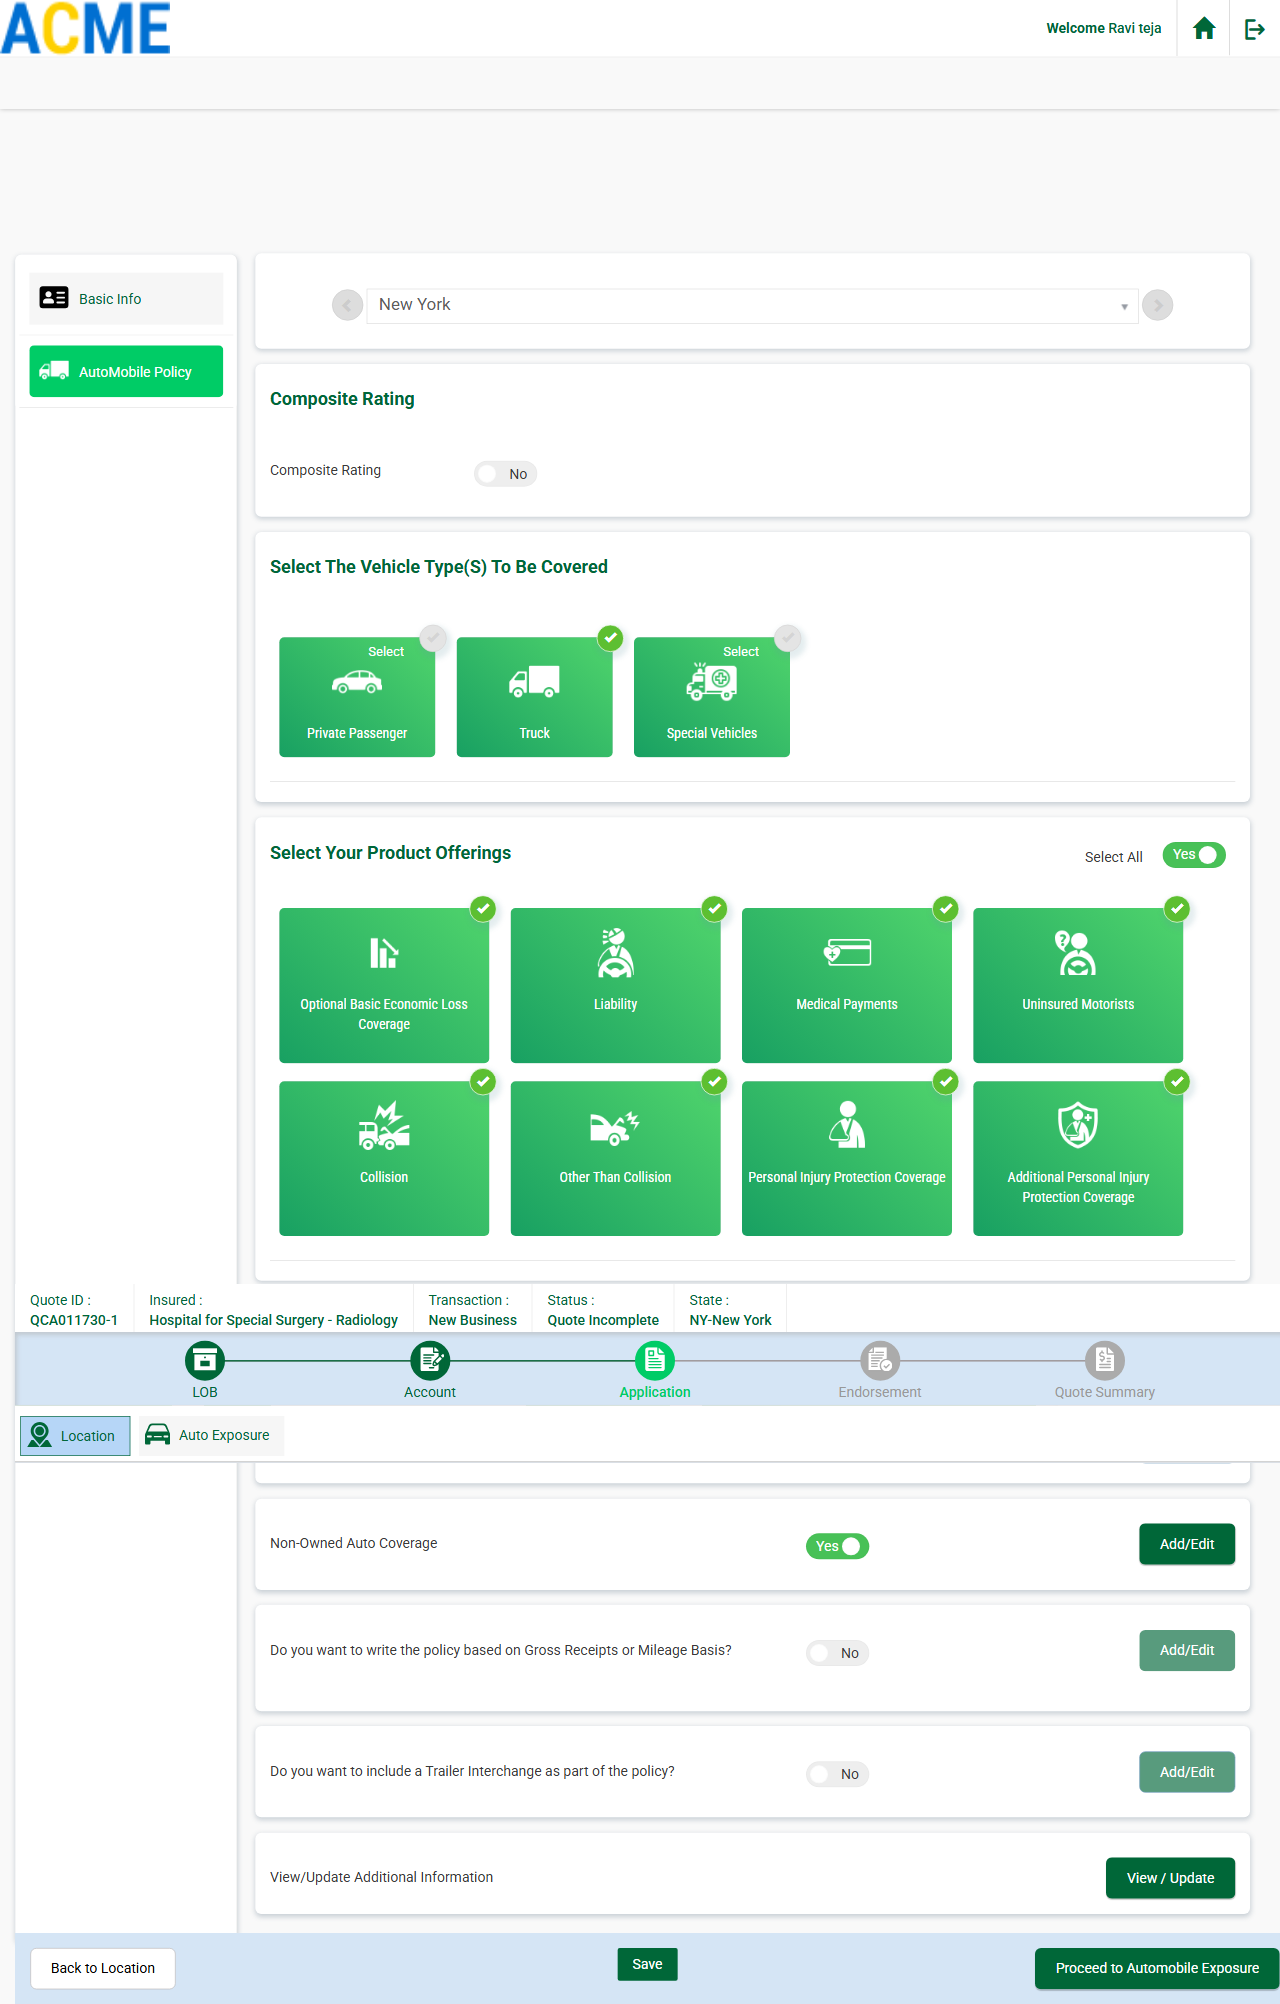 ACME
Welcome Ravi teja
Basic Info
AutoMobile Policy
New York
Composite Rating
Composite Rating
No
Select The Vehicle Type(S) To Be Covered
Select
Private Passenger
Truck
Select
Special Vehicles
Select Your Product Offerings
Select All
Yes
Optional Basic Economic Loss
Coverage
Liability
Medical Payments
Uninsured Motorists
Collision
Other Than Collision
Personal Injury Protection Coverage
Additional Personal Injury
Protection Coverage
Quote ID :
QCA011730-1
Insured :
Hospital for Special Surgery - Radiology
Transaction :
New Business
Status :
Quote Incomplete
State :
NY-New York
LOB
Account
Application
Endorsement
Quote Summary
Location
Auto Exposure
Non-Owned Auto Coverage
Yes
Add/Edit
Do you want to write the policy based on Gross Receipts or Mileage Basis?
No
Add/Edit
Do you want to include a Trailer Interchange as part of the policy?
No
Add/Edit
View/Update Additional Information
View / Update
Back to Location
Save
Proceed to Automobile Exposure